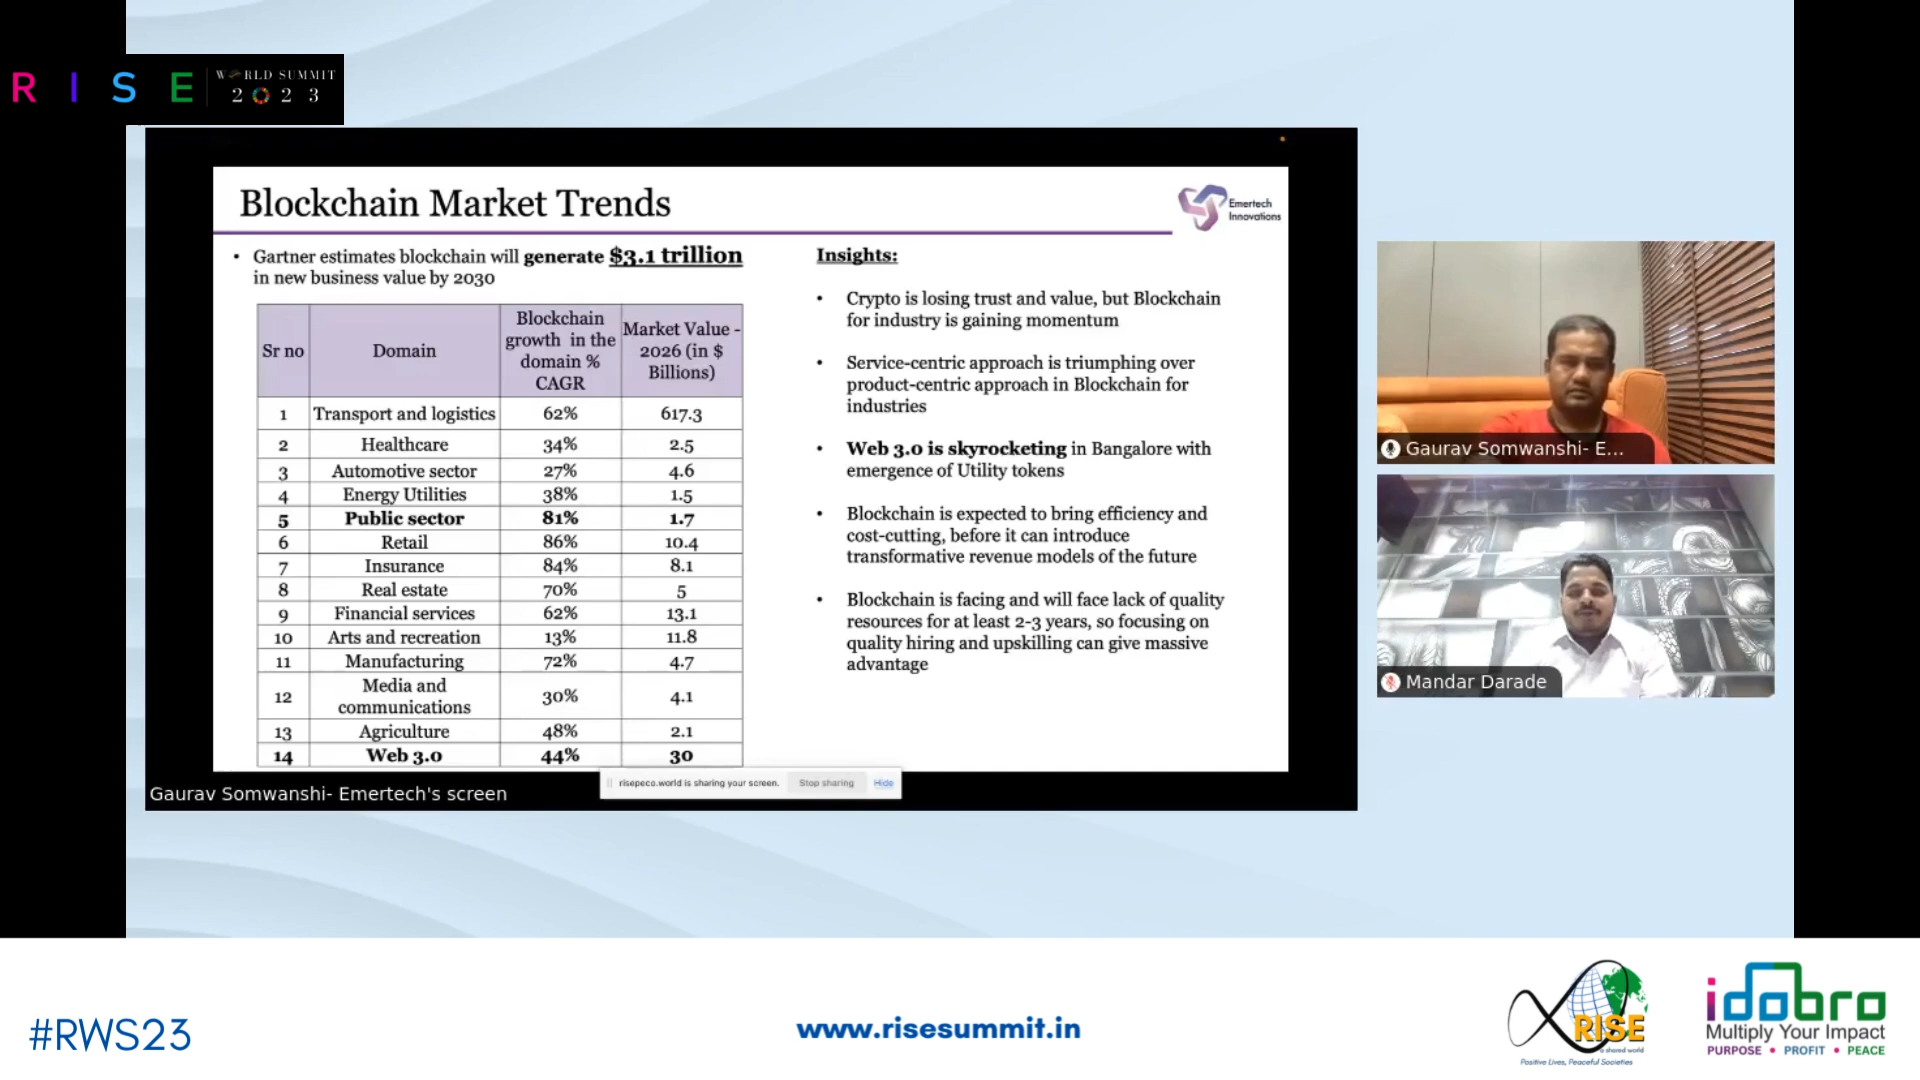 R I S E
WORLD SUMMIT
2023
Blockchain Market Trends
Emertech
Innovations
• Gartner estimates blockchain will generate $3.1 trillion
in new business value by 2030
Sr no Domain Blockchain growth in the domain % CAGR Market Value - 2026 (in $ Billions)
1 Transport and logistics 62% 617.3
2 Healthcare 34% 2.5
3 Automotive sector 27% 4.6
4 Energy Utilities 38% 1.5
5 Public sector 81% 1.7
6 Retail 86% 10.4
7 Insurance 84% 8.1
8 Real estate 70% 5
9 Financial services 62% 13.1
10 Arts and recreation 13% 11.8
11 Manufacturing 72% 4.7
12 Media and communications 30% 4.1
13 Agriculture 48% 2.1
14 Web 3.0 44% 30
Insights:
• Crypto is losing trust and value, but Blockchain
for industry is gaining momentum
• Service-centric approach is triumphing over
product-centric approach in Blockchain for
industries
• Web 3.0 is skyrocketing in Bangalore with
emergence of Utility tokens
• Blockchain is expected to bring efficiency and
cost-cutting, before it can introduce
transformative revenue models of the future
• Blockchain is facing and will face lack of quality
resources for at least 2-3 years, so focusing on
quality hiring and upskilling can give massive
advantage
risepeco.world is sharing your screen. Stop sharing Hide
Gaurav Somwanshi- Emertech's screen
Gaurav Somwanshi- E...
Mandar Darade
#RWS23
www.risesummit.in
RISE
a shared world
Positive Lives, Peaceful Societies
idobro
Multiply Your Impact
PURPOSE • PROFIT • PEACE